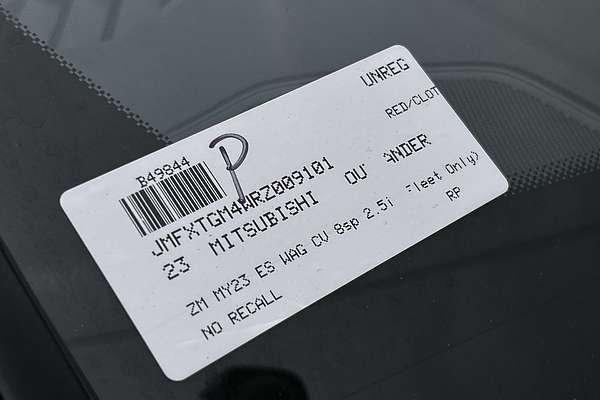 UNREG
RED/CLOT
B49844
P
JMFXTGM4WRZ009101
23 MITSUBISHI OU ANDER
ZM MY23 ES WAG CV 8sp 2.5i Fleet Only)
NO RECALL RP